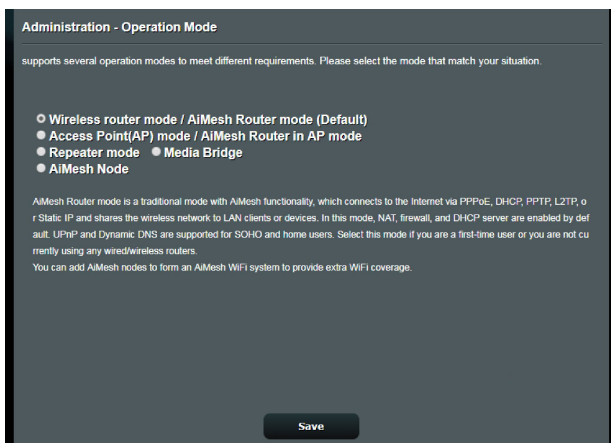 Administration - Operation Mode
supports several operation modes to meet different requirements. Please select the mode that match your situation.
Wireless router mode / AiMesh Router mode (Default)
Access Point(AP) mode / AiMesh Router in AP mode
Repeater mode Media Bridge
AiMesh Node
AiMesh Router mode is a traditional mode with AiMesh functionality, which connects to the Internet via PPPoE, DHCP, PPTP, L2TP, o
r Static IP and shares the wireless network to LAN clients or devices. In this mode, NAT, firewall, and DHCP server are enabled by def
ault. UPnP and Dynamic DNS are supported for SOHO and home users. Select this mode if you are a first-time user or you are not cu
rrently using any wired/wireless routers.
You can add AiMesh nodes to form an AiMesh WiFi system to provide extra WiFi coverage.
Save